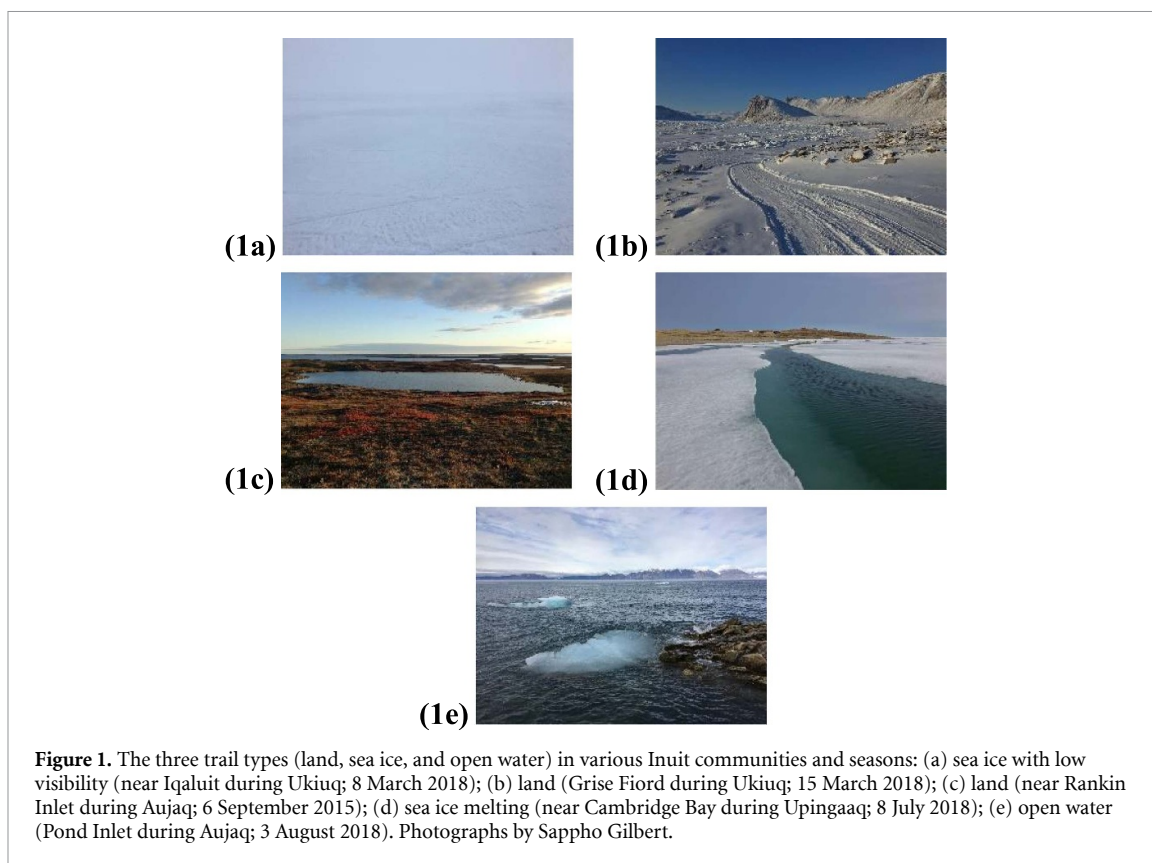 (1a)
(1b)
(1c)
(1d)
(1e)
Figure 1. The three trail types (land, sea ice, and open water) in various Inuit communities and seasons: (a) sea ice with low
visibility (near Iqaluit during Ukiuq; 8 March 2018); (b) land (Grise Fiord during Ukiuq; 15 March 2018); (c) land (near Rankin
Inlet during Aujaq; 6 September 2015); (d) sea ice melting (near Cambridge Bay during Upingaaq; 8 July 2018); (e) open water
(Pond Inlet during Aujaq; 3 August 2018). Photographs by Sappho Gilbert.